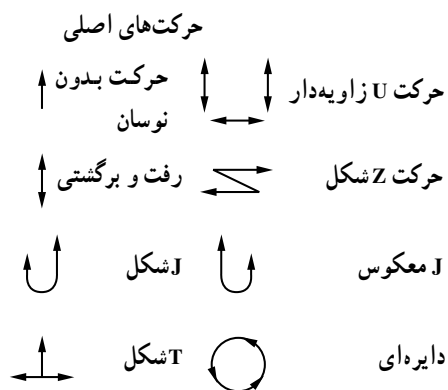 حرکت‌های اصلی
حرکت U زاویه‌دار
حرکت بدون
نوسان
حرکت Z شکل
رفت و برگشتی
J معکوس
J شکل
دایره‌ای
T شکل